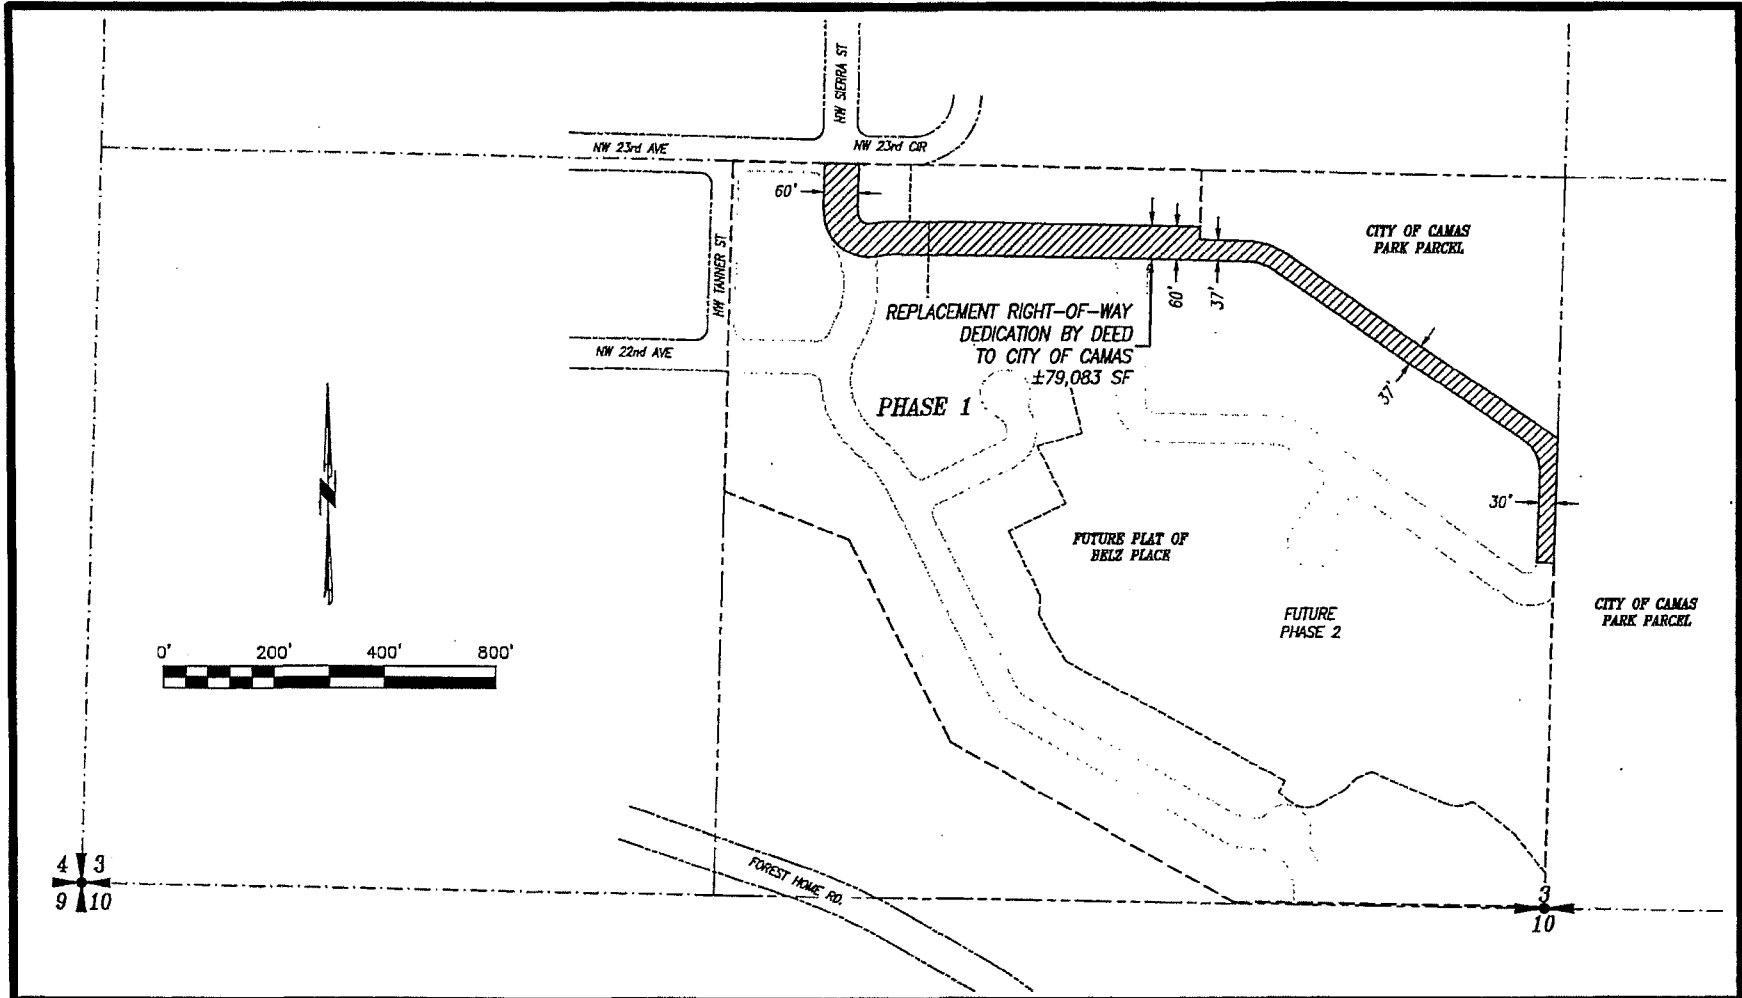 NW SIERRA ST
NW 23rd AVE
NW 23rd CIR
60'
NW TANNER ST
CITY OF CAMAS
PARK PARCEL
60'
37'
REPLACEMENT RIGHT-OF-WAY
DEDICATION BY DEED
TO CITY OF CAMAS
±79,083 SF
NW 22nd AVE
PHASE 1
37'
30'
N
FUTURE PLAT OF
BELZ PLACE
FUTURE
PHASE 2
CITY OF CAMAS
PARK PARCEL
0' 200' 400' 800'
FOREST HOME RD.
4 3
9 10
3
10